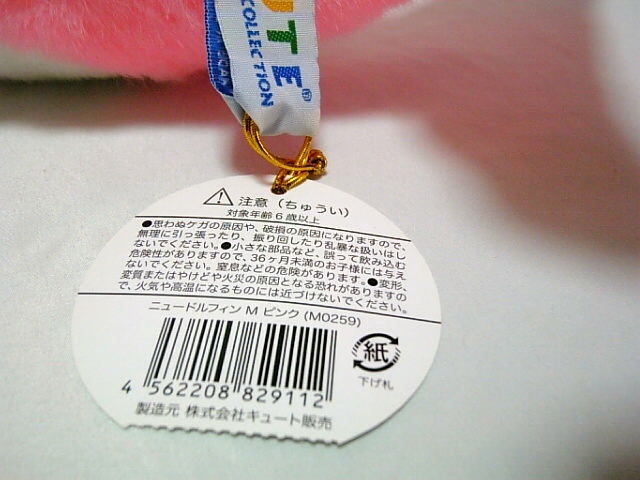 UTE®
COLLECTION
注意（ちゅうい）
対象年齢6歳以上
●思わぬケガの原因や、破損の原因になりますので、
無理に引っ張ったり、振り回したり乱暴な扱いはし
ないでください。●小さな部品など、誤って飲み込む
危険性がありますので、36ヶ月未満のお子様には与え
ないでください。窒息などの危険があります。●変形、
変質またはやけどや火災の原因となる恐れがありますの
で、火気や高温になるものには近づけないでください。
ニュードルフィン M ピンク (M0259)
紙
下げ札
4 562208 829112
製造元 株式会社キュート販売